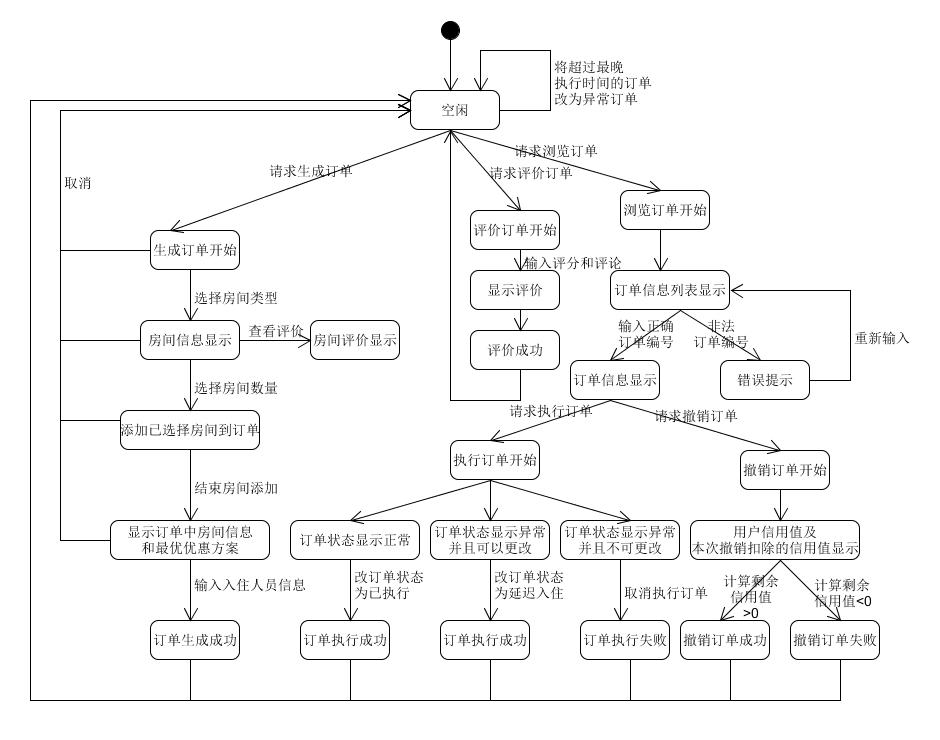 将超过最晚
执行时间的订单
改为异常订单
空闲
请求浏览订单
请求生成订单
请求评价订单
取消
浏览订单开始
评价订单开始
生成订单开始
输入评分和评论
显示评价
订单信息列表显示
选择房间类型
输入正确
订单编号
非法
订单编号
查看评价
房间信息显示
房间评价显示
重新输入
评价成功
订单信息显示
错误提示
选择房间数量
请求执行订单
请求撤销订单
添加已选择房间到订单
执行订单开始
撤销订单开始
结束房间添加
显示订单中房间信息
和最优优惠方案
订单状态显示正常
订单状态显示异常
并且可以更改
订单状态显示异常
并且不可更改
用户信用值及
本次撤销扣除的信用值显示
输入入住人员信息
改订单状态
为已执行
改订单状态
为延迟入住
取消执行订单
计算剩余
信用值
>0
计算剩余
信用值<0
订单生成成功
订单执行成功
订单执行成功
订单执行失败
撤销订单成功
撤销订单失败